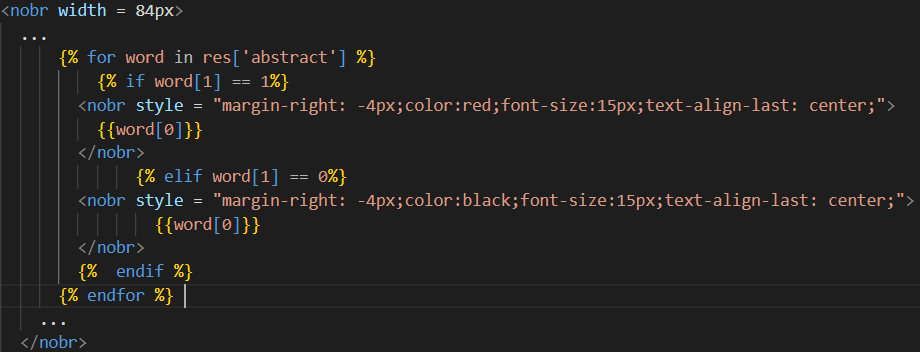 <nobr width = 84px>
...
{% for word in res['abstract'] %}
{% if word[1] == 1%}
<nobr style = "margin-right: -4px;color:red;font-size:15px;text-align-last: center;">
{{word[0]}}
</nobr>
{% elif word[1] == 0%}
<nobr style = "margin-right: -4px;color:black;font-size:15px;text-align-last: center;">
{{word[0]}}
</nobr>
{%  endif %}
{% endfor %}
...
</nobr>